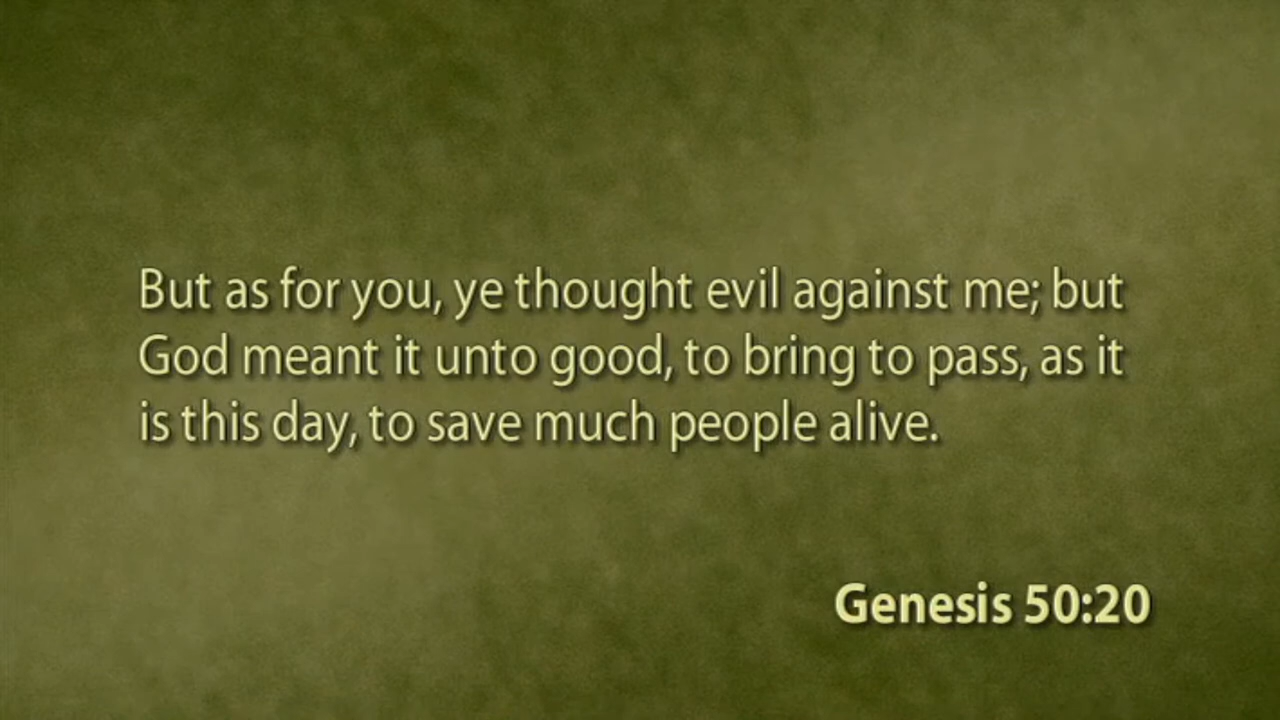 But as for you, ye thought evil against me; but
God meant it unto good, to bring to pass, as it
is this day, to save much people alive.
Genesis 50:20